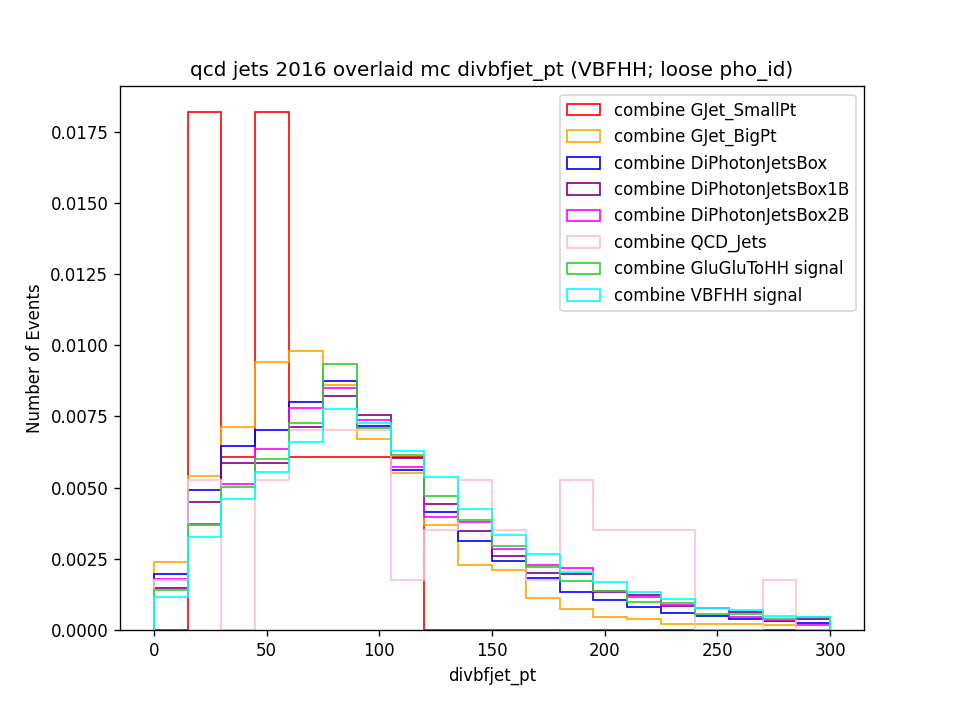 qcd jets 2016 overlaid mc divbfjet_pt (VBFHH; loose pho_id)
combine GJet_SmallPt
combine GJet_BigPt
combine DiPhotonJetsBox
combine DiPhotonJetsBox1B
combine DiPhotonJetsBox2B
combine QCD_Jets
combine GluGluToHH signal
combine VBFHH signal
Number of Events
0.0175
0.0150
0.0125
0.0100
0.0075
0.0050
0.0025
0.0000
0 50 100 150 200 250 300
divbfjet_pt